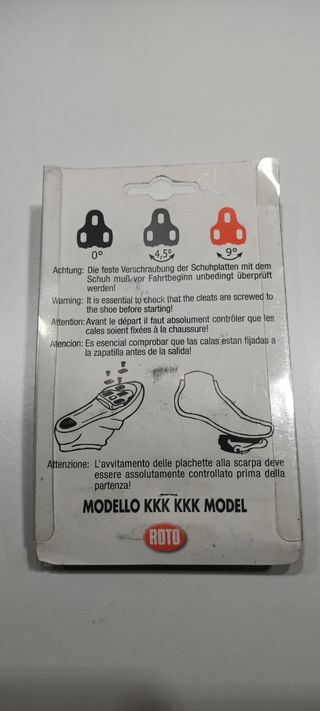 0° 4,5° 9°
Achtung: Die feste Verschraubung der Schuhplatten mit dem
Schuh muß vor Fahrtbeginn unbedingt überprüft
werden!
Warning: It is essential to check that the cleats are screwed to
the shoe before starting!
Attention: Avant le départ il faut absolument contrôler que les
cales soient fixées à la chaussure!
Atencion: Es esencial comprobar que las calas estan fijadas a
la zapatilla antes de la salida!
Attenzione: L'avvitamento delle plachette alla scarpa deve
essere assolutamente controllato prima della
partenza!
MODELLO KKK KKK MODEL
ROTO